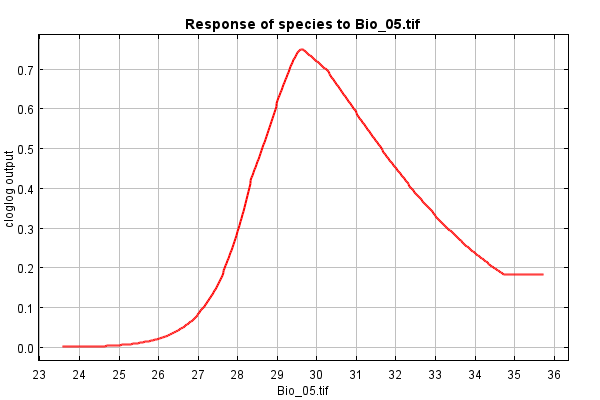 Response of species to Bio_05.tif
cloglog output
0.7
0.6
0.5
0.4
0.3
0.2
0.1
0.0
23 24 25 26 27 28 29 30 31 32 33 34 35 36
Bio_05.tif